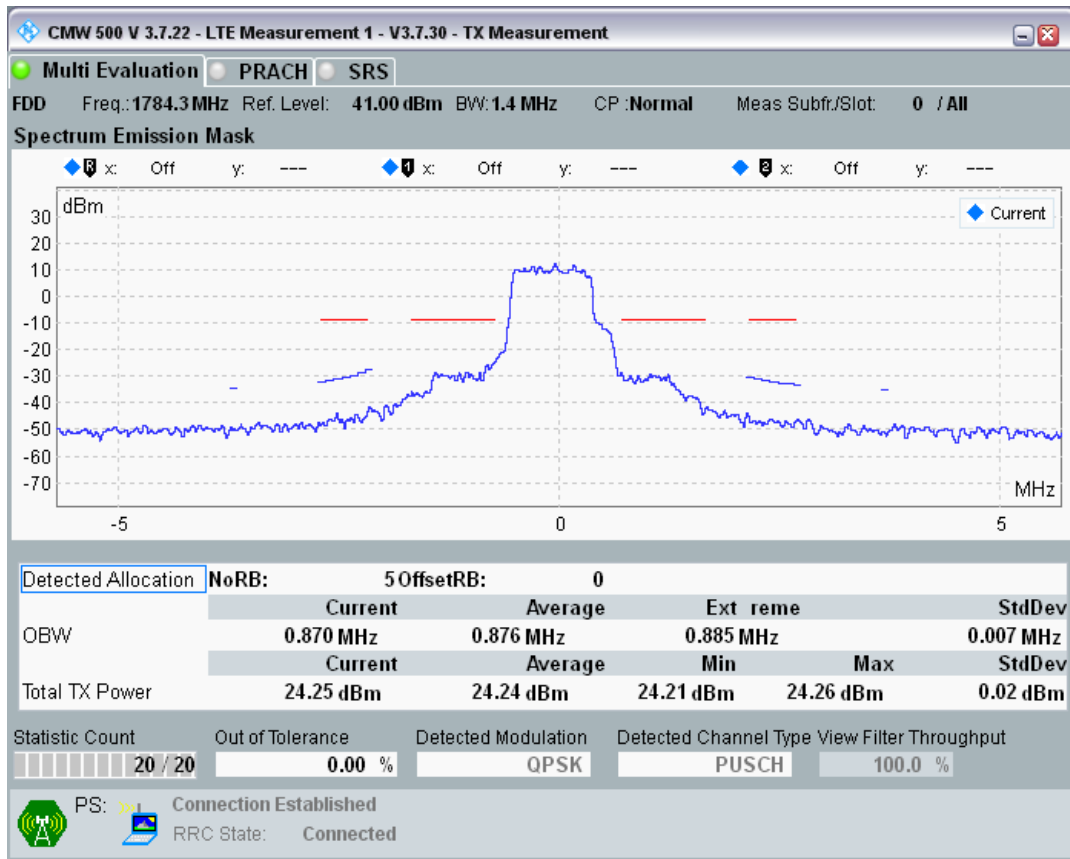 CMW 500 V 3.7.22 - LTE Measurement 1 - V3.7.30 - TX Measurement
Multi Evaluation PRACH SRS
FDD Freq.: 1784.3 MHz Ref. Level: 41.00 dBm BW: 1.4 MHz CP : Normal Meas Subfr./Slot: 0 / All
Spectrum Emission Mask
R x: Off y: --- 1 x: Off y: --- 2 x: Off y: ---
dBm
Current
30
20
10
0
-10
-20
-30
-40
-50
-60
-70
MHz
-5 0 5
Detected Allocation NoRB: 5 OffsetRB: 0
Current Average Ext reme StdDev
OBW 0.870 MHz 0.876 MHz 0.885 MHz 0.007 MHz
Current Average Min Max StdDev
Total TX Power 24.25 dBm 24.24 dBm 24.21 dBm 24.26 dBm 0.02 dBm
Statistic Count Out of Tolerance Detected Modulation Detected Channel Type View Filter Throughput
20 / 20 0.00 % QPSK PUSCH 100.0 %
PS: Connection Established
RRC State: Connected